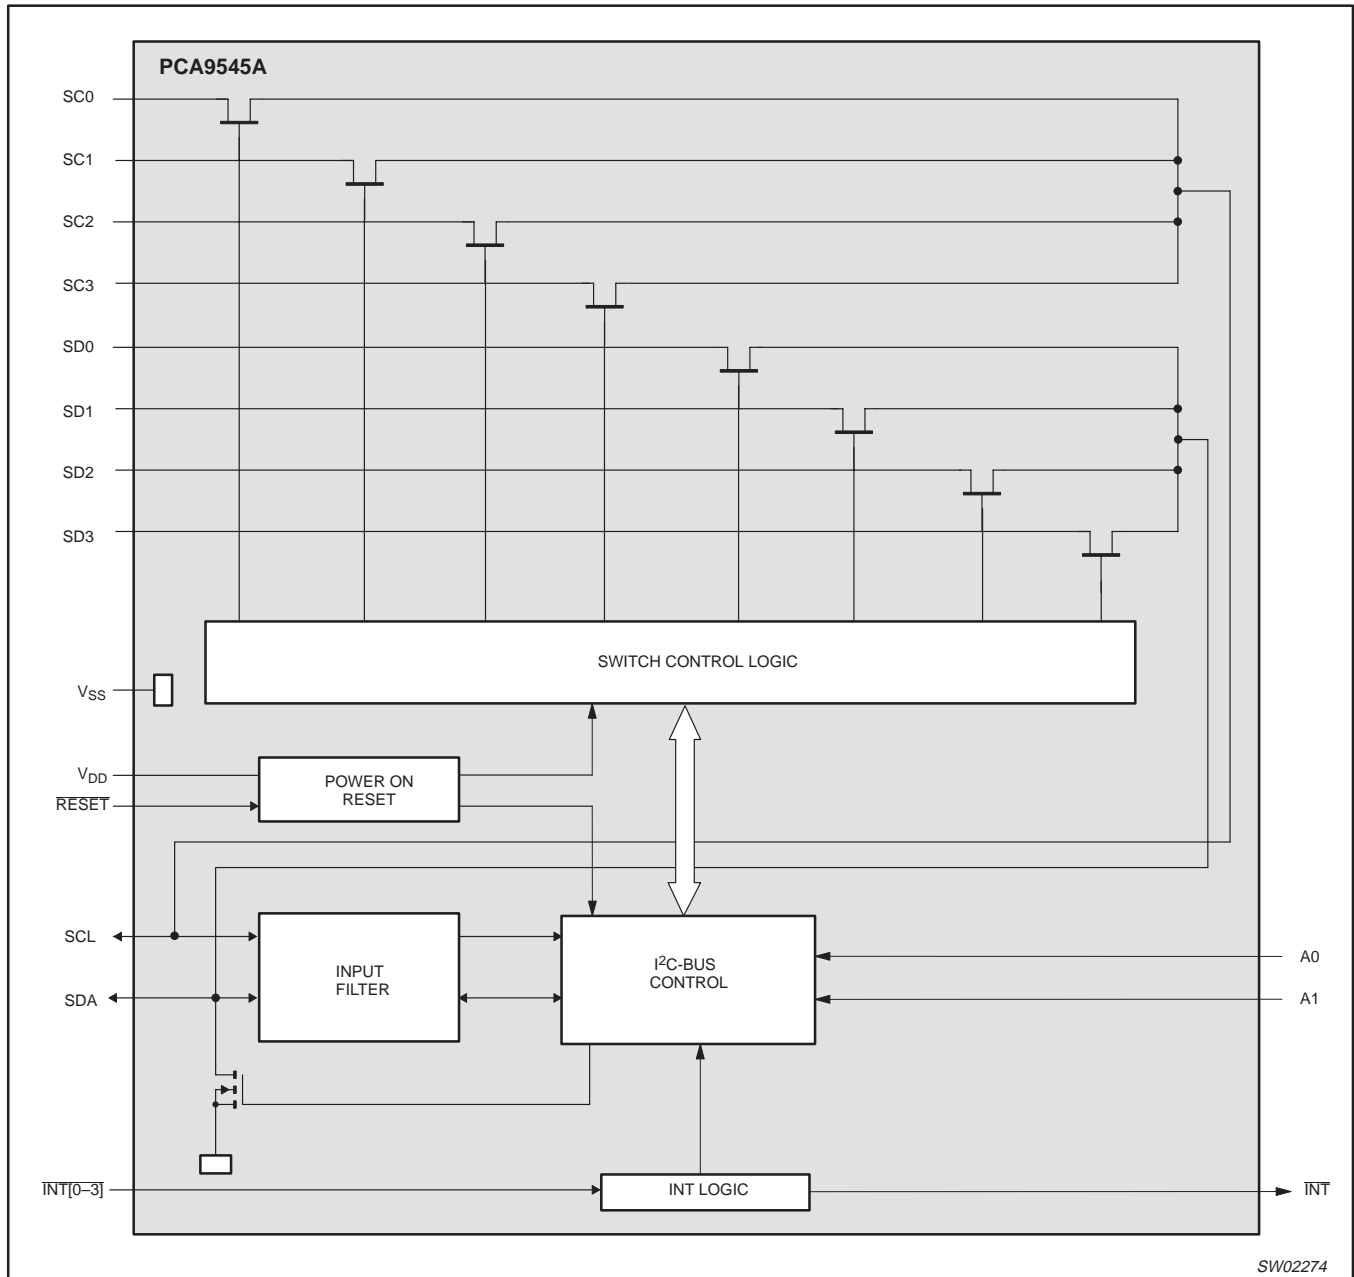 PCA9545A
SC0
SC1
SC2
SC3
SD0
SD1
SD2
SD3
SWITCH CONTROL LOGIC
VSS
VDD
POWER ON
RESET
RESET
SCL
INPUT
FILTER
I²C-BUS
CONTROL
A0
SDA
A1
INT[0–3]
INT LOGIC
INT
SW02274